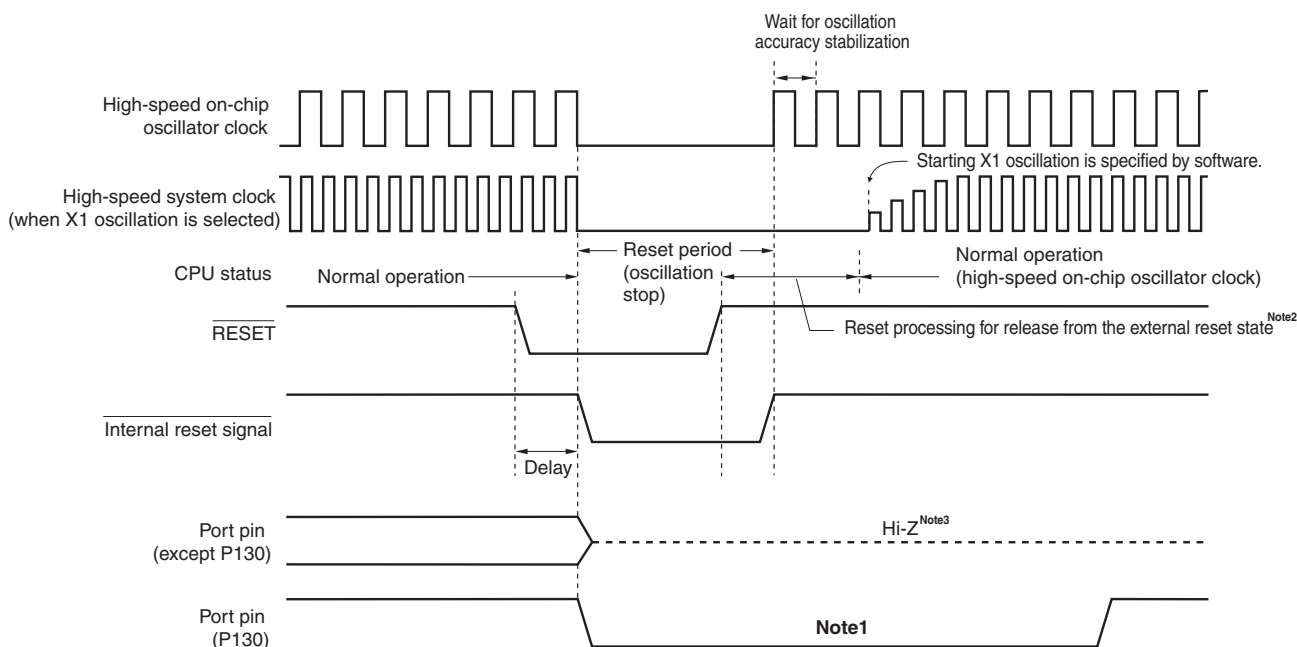 Wait for oscillation
accuracy stabilization
High-speed on-chip
oscillator clock
Starting X1 oscillation is specified by software.
High-speed system clock
(when X1 oscillation is selected)
Reset period
(oscillation
stop)
Normal operation
(high-speed on-chip oscillator clock)
CPU status
Normal operation
RESET
Reset processing for release from the external reset state Note2
Internal reset signal
Delay
Port pin
(except P130)
Hi-Z Note3
Port pin
(P130)
Note1